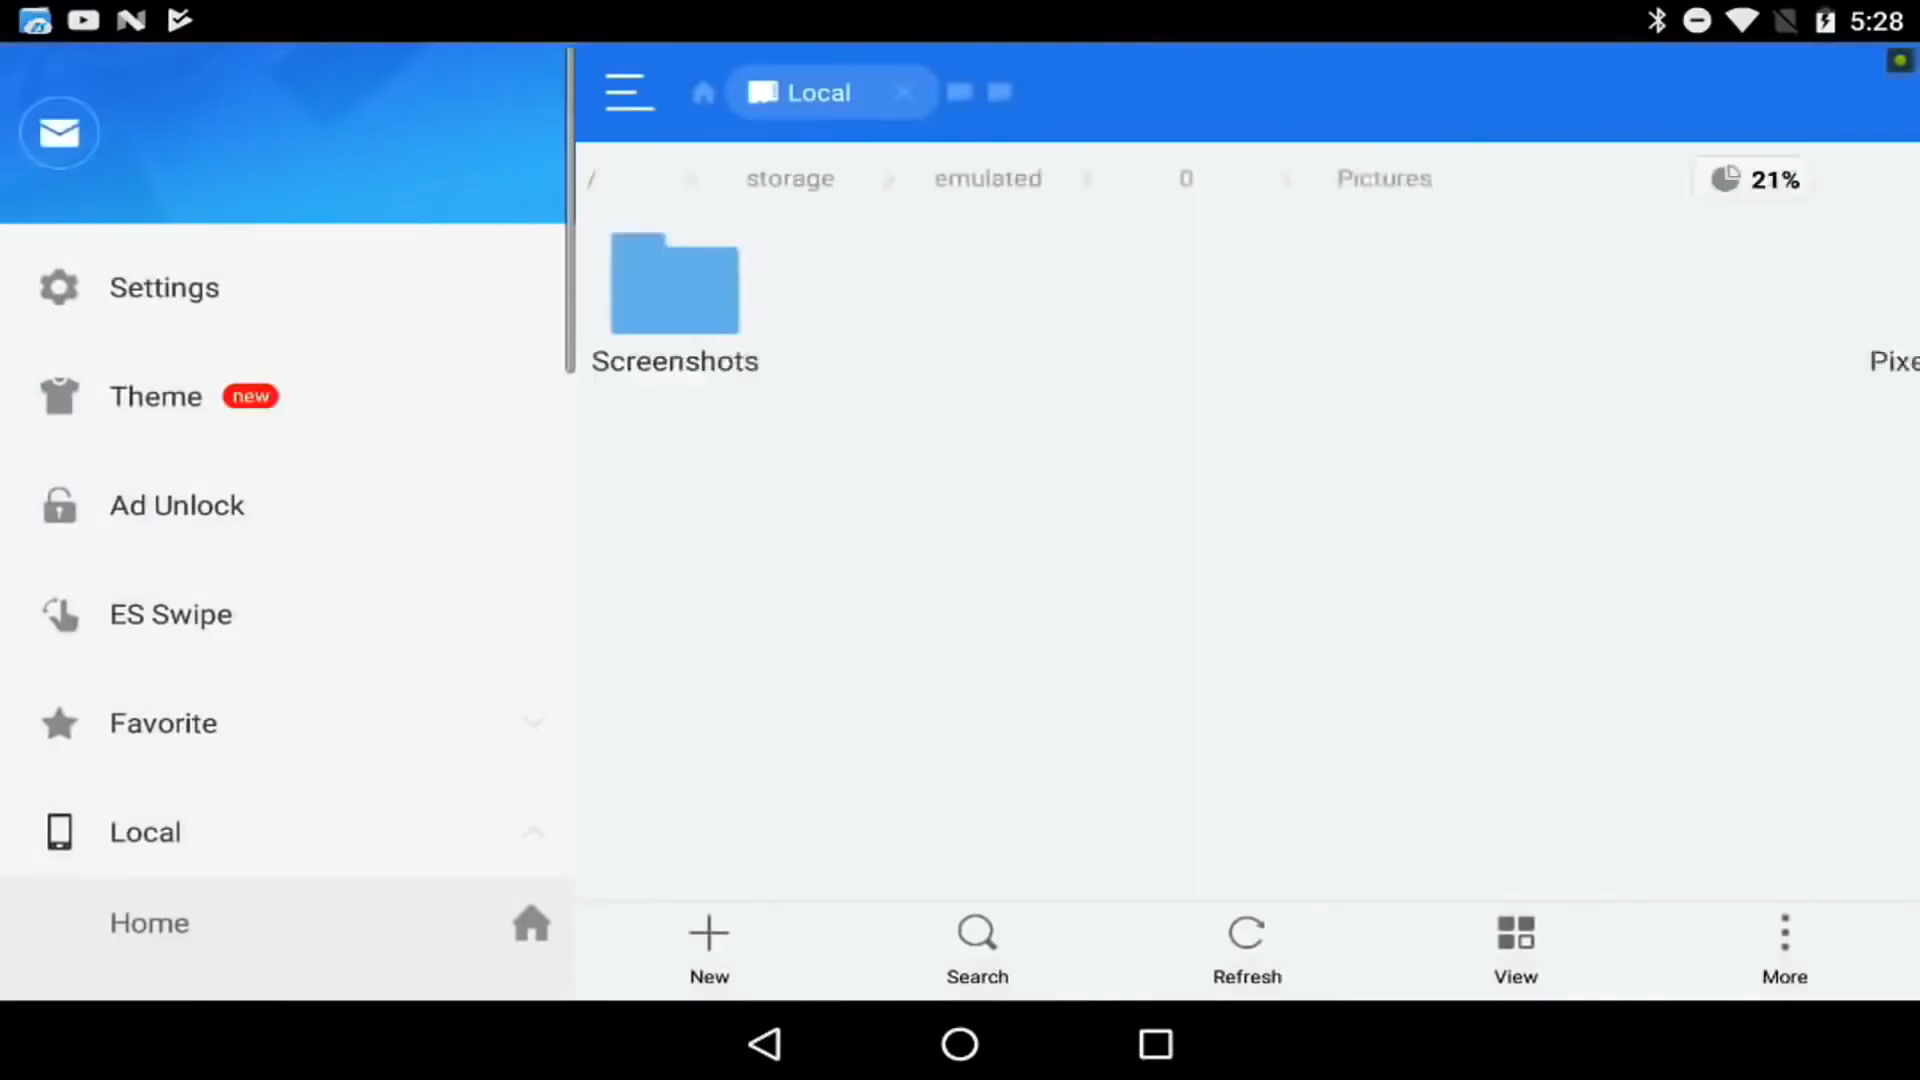 5:28
Local
/ storage emulated 0 Pictures 21%
Settings
Screenshots
Pixe
Theme new
Ad Unlock
ES Swipe
Favorite
Local
Home
New Search Refresh View More